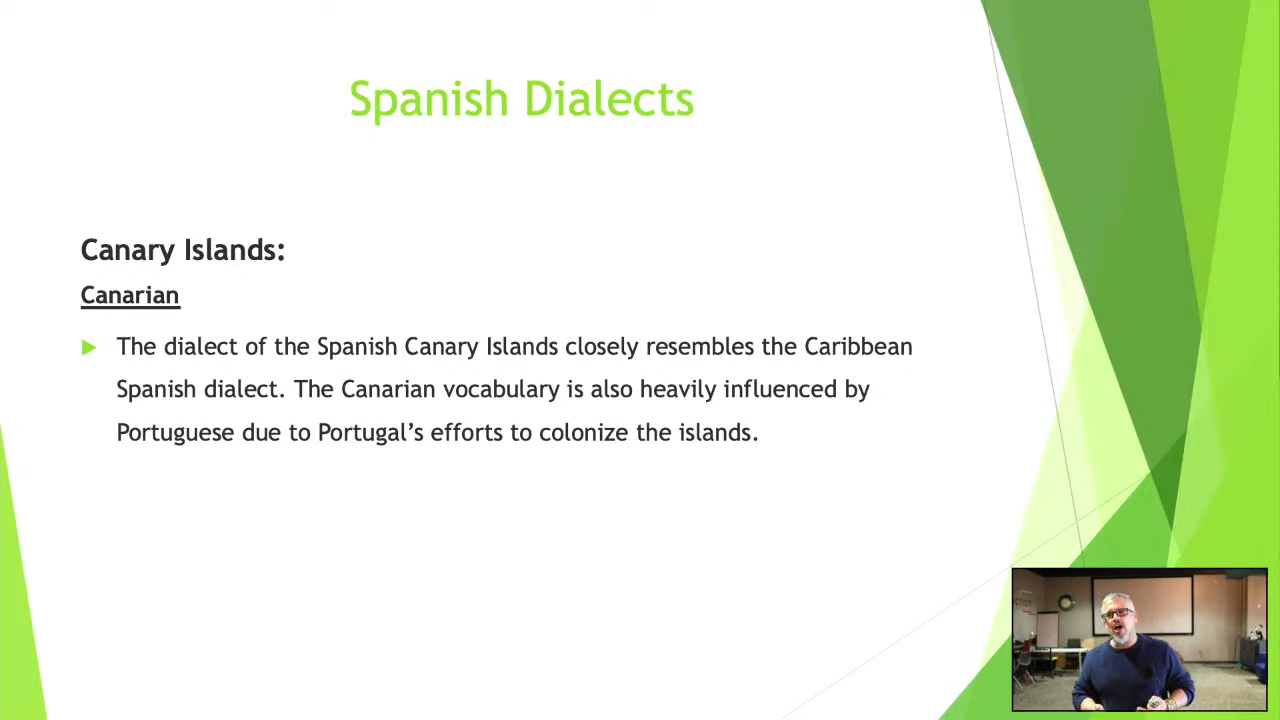 Spanish Dialects
Canary Islands:
Canarian
The dialect of the Spanish Canary Islands closely resembles the Caribbean
Spanish dialect. The Canarian vocabulary is also heavily influenced by
Portuguese due to Portugal’s efforts to colonize the islands.